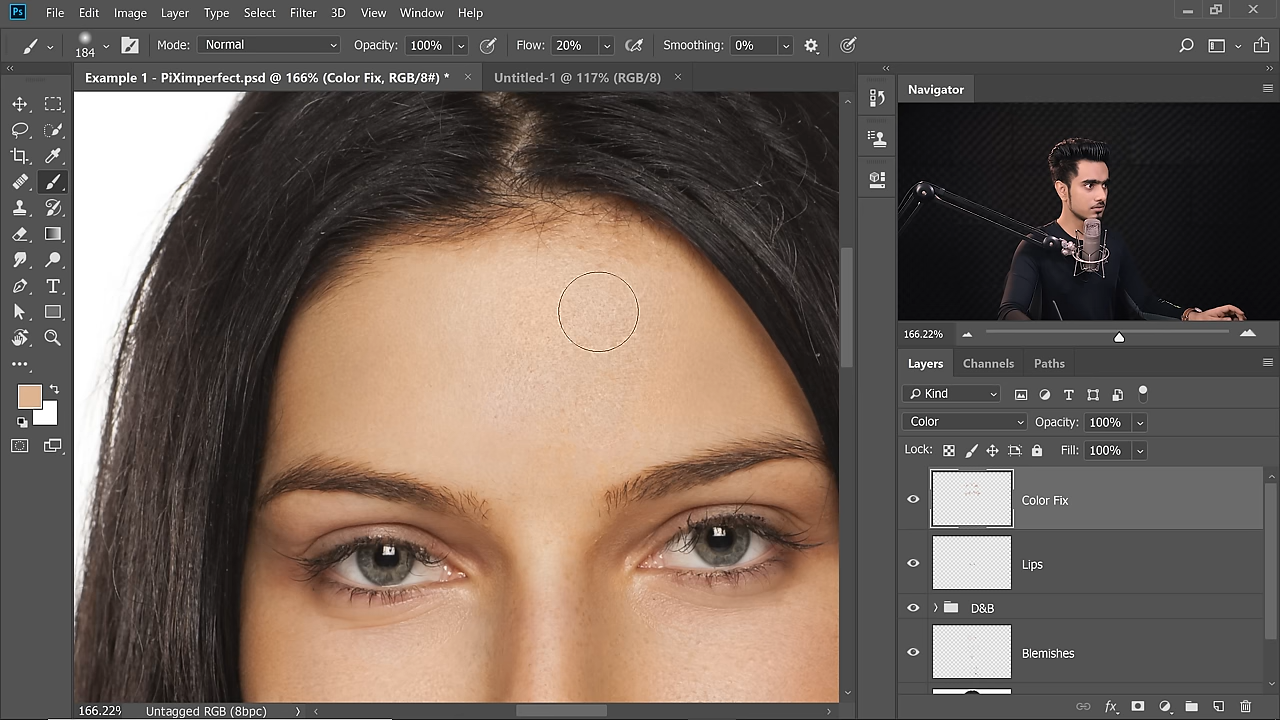 Ps File Edit Image Layer Type Select Filter 3D View Window Help
184 Mode: Normal Opacity: 100% Flow: 20% Smoothing: 0%
Example 1 - PiXimperfect.psd @ 166% (Color Fix, RGB/8#) * × Untitled-1 @ 117% (RGB/8) ×
Navigator
166.22%
Layers Channels Paths
Kind
Color Opacity: 100%
Lock: Fill: 100%
Color Fix
Lips
D&B
Blemishes
fx
166.22% Untagged RGB (8bpc)